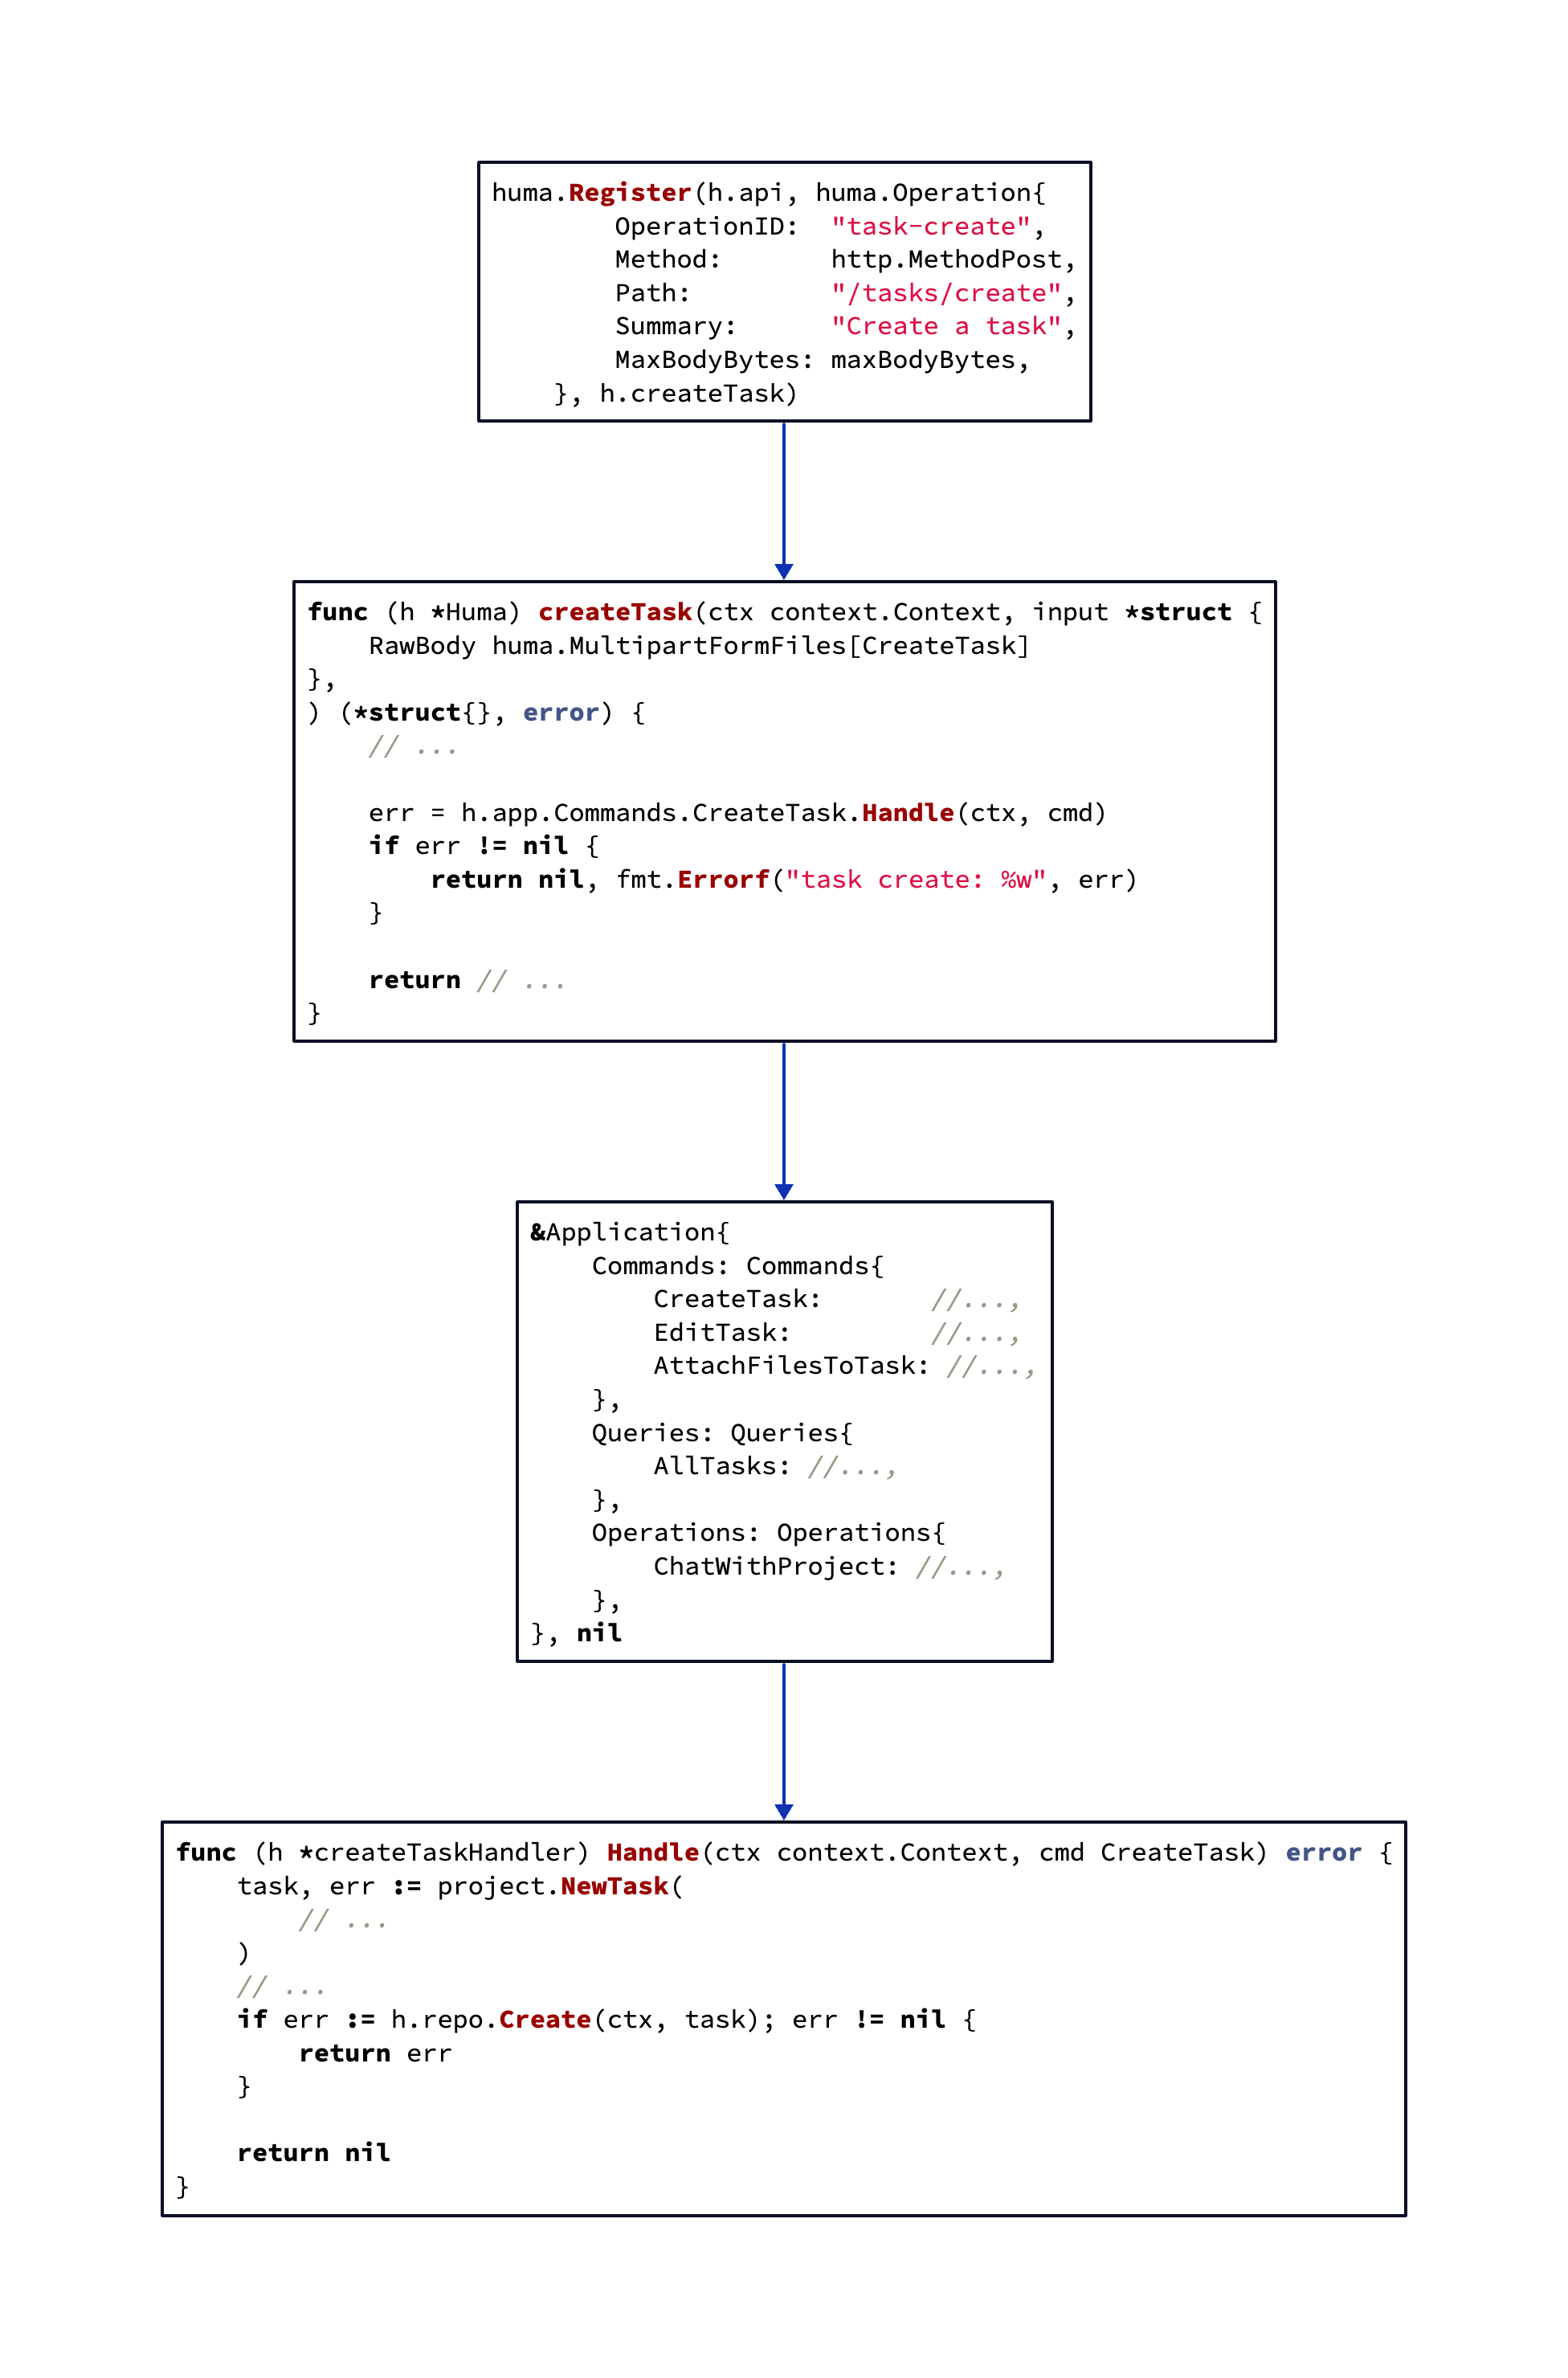 huma.Register(h.api, huma.Operation{
        OperationID:  "task-create",
        Method:       http.MethodPost,
        Path:         "/tasks/create",
        Summary:      "Create a task",
        MaxBodyBytes: maxBodyBytes,
    }, h.createTask)
func (h *Huma) createTask(ctx context.Context, input *struct {
    RawBody huma.MultipartFormFiles[CreateTask]
},
) (*struct{}, error) {
    // ...
    err = h.app.Commands.CreateTask.Handle(ctx, cmd)
    if err != nil {
        return nil, fmt.Errorf("task create: %w", err)
    }
    return // ...
}
&Application{
    Commands: Commands{
        CreateTask:       //...,
        EditTask:         //...,
        AttachFilesToTask: //...,
    },
    Queries: Queries{
        AllTasks: //...,
    },
    Operations: Operations{
        ChatWithProject: //...,
    },
}, nil
func (h *createTaskHandler) Handle(ctx context.Context, cmd CreateTask) error {
    task, err := project.NewTask(
        // ...
    )
    // ...
    if err := h.repo.Create(ctx, task); err != nil {
        return err
    }
    return nil
}